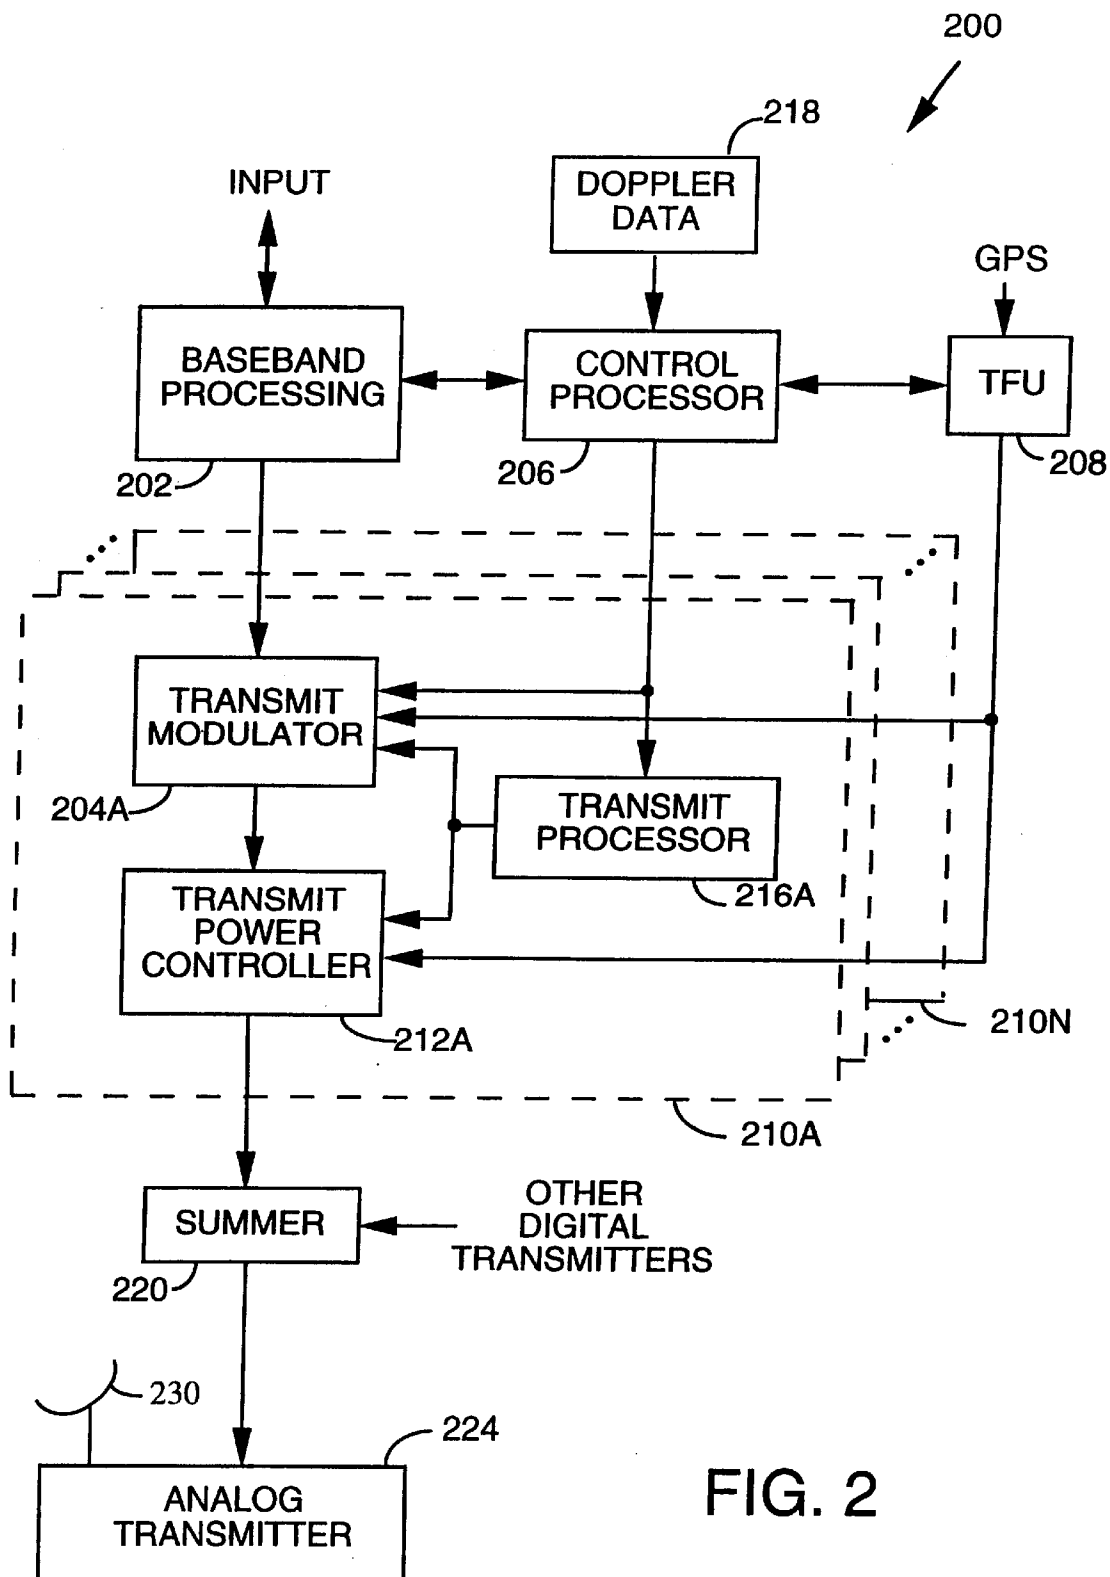 200
218
INPUT
DOPPLER
DATA
GPS
BASEBAND
PROCESSING
CONTROL
PROCESSOR
TFU
202
206
208
TRANSMIT
MODULATOR
204A
TRANSMIT
PROCESSOR
216A
TRANSMIT
POWER
CONTROLLER
212A
210N
210A
SUMMER
OTHER
DIGITAL
TRANSMITTERS
220
230
224
ANALOG
TRANSMITTER
FIG. 2